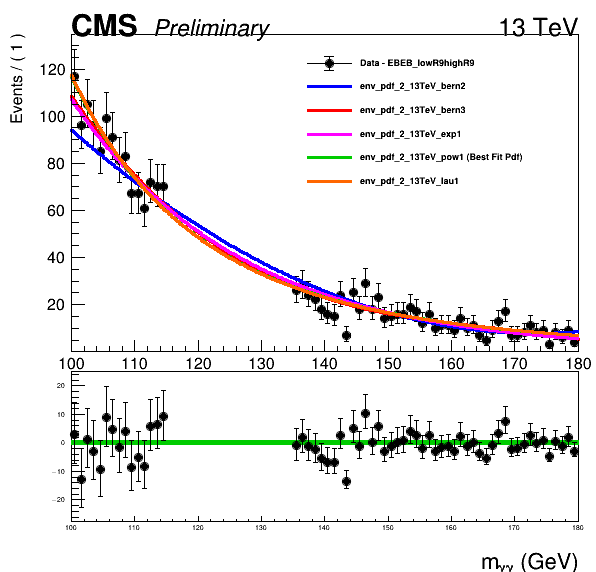 CMS Preliminary 13 TeV
Events / ( 1 )
120
100
80
60
40
20
Data - EBEB_lowR9highR9
env_pdf_2_13TeV_bern2
env_pdf_2_13TeV_bern3
env_pdf_2_13TeV_exp1
env_pdf_2_13TeV_pow1 (Best Fit Pdf)
env_pdf_2_13TeV_lau1
100 110 120 130 140 150 160 170 180
20
10
0
−10
−20
100 110 120 130 140 150 160 170 180
mγγ (GeV)